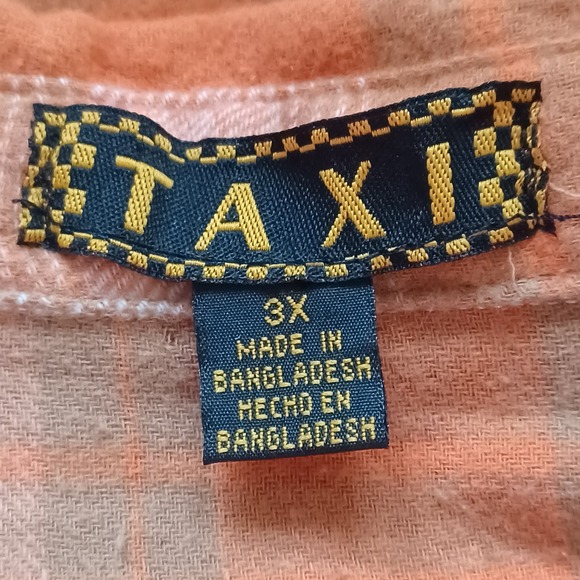 TAXI
3X
MADE IN
BANGLADESH
HECHO EN
BANGLADESH